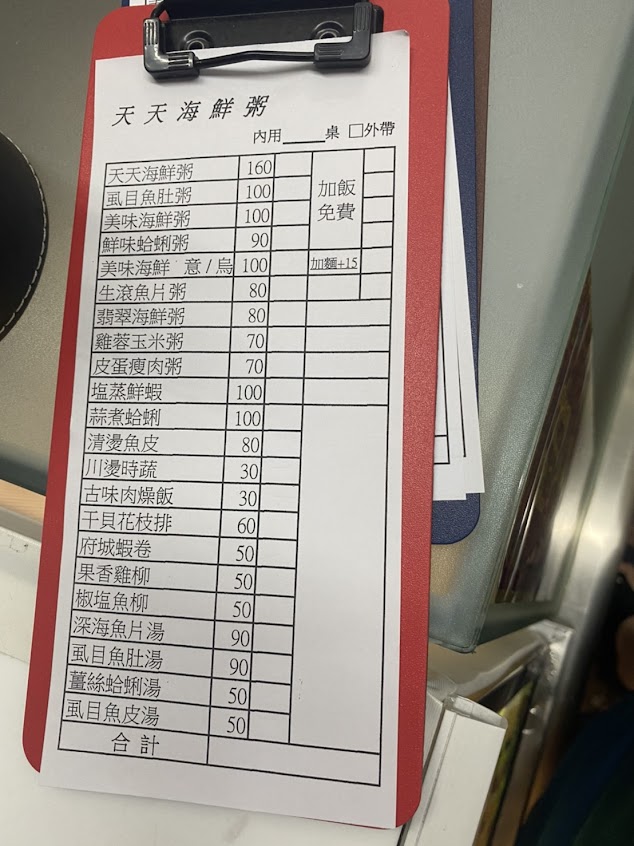 天天海鮮粥
內用____桌 □外帶
天天海鮮粥 160
虱目魚肚粥 100
加飯
免費
美味海鮮粥 100
鮮味蛤蜊粥 90
美味海鮮 意/烏 100 加麵+15
生滾魚片粥 80
翡翠海鮮粥 80
雞蓉玉米粥 70
皮蛋瘦肉粥 70
塩蒸鮮蝦 100
蒜煮蛤蜊 100
清燙魚皮 80
川燙時蔬 30
古味肉燥飯 30
干貝花枝排 60
府城蝦卷 50
果香雞柳 50
椒塩魚柳 50
深海魚片湯 90
虱目魚肚湯 90
薑絲蛤蜊湯 50
虱目魚皮湯 50
合計